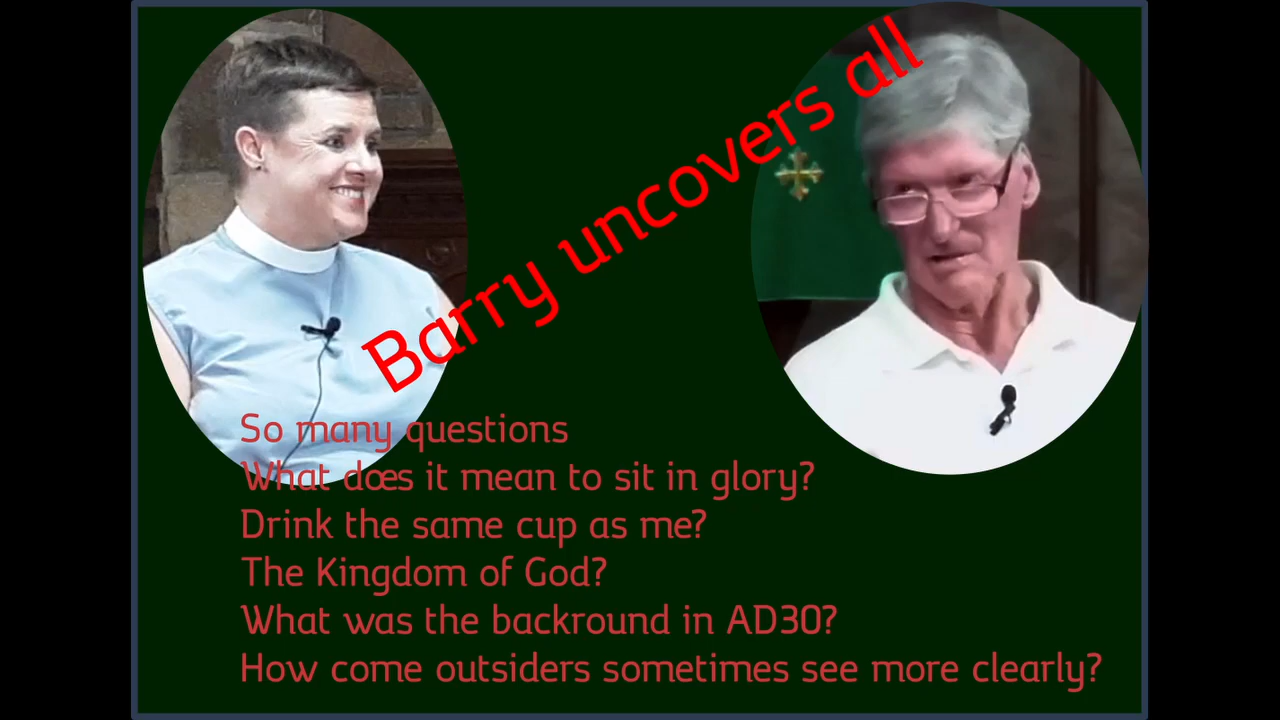 Barry uncovers all
So many questions
What does it mean to sit in glory?
Drink the same cup as me?
The Kingdom of God?
What was the backround in AD30?
How come outsiders sometimes see more clearly?